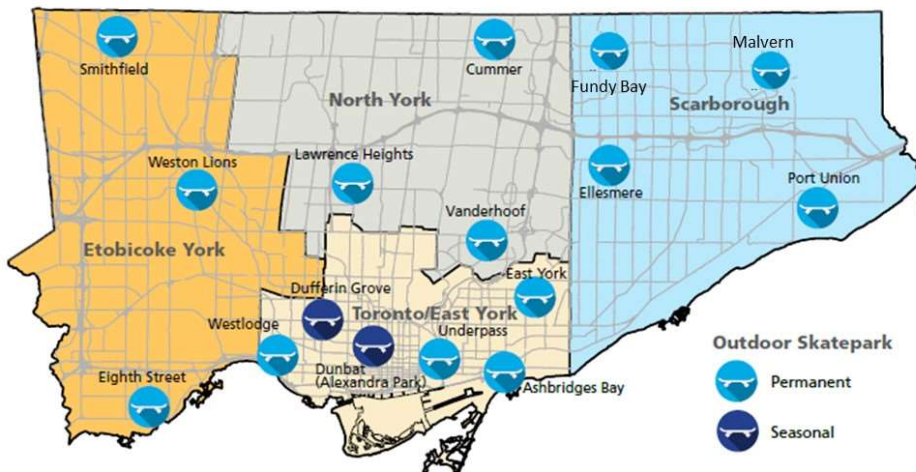 Smithfield
Cummer
Malvern
Fundy Bay
North York
Scarborough
Weston Lions
Lawrence Heights
Ellesmere
Port Union
Vanderhoof
Etobicoke York
East York
Dufferin Grove
Toronto/East York
Westlodge
Underpass
Dunbat
(Alexandra Park)
Eighth Street
Ashbridges Bay
Outdoor Skatepark
Permanent
Seasonal